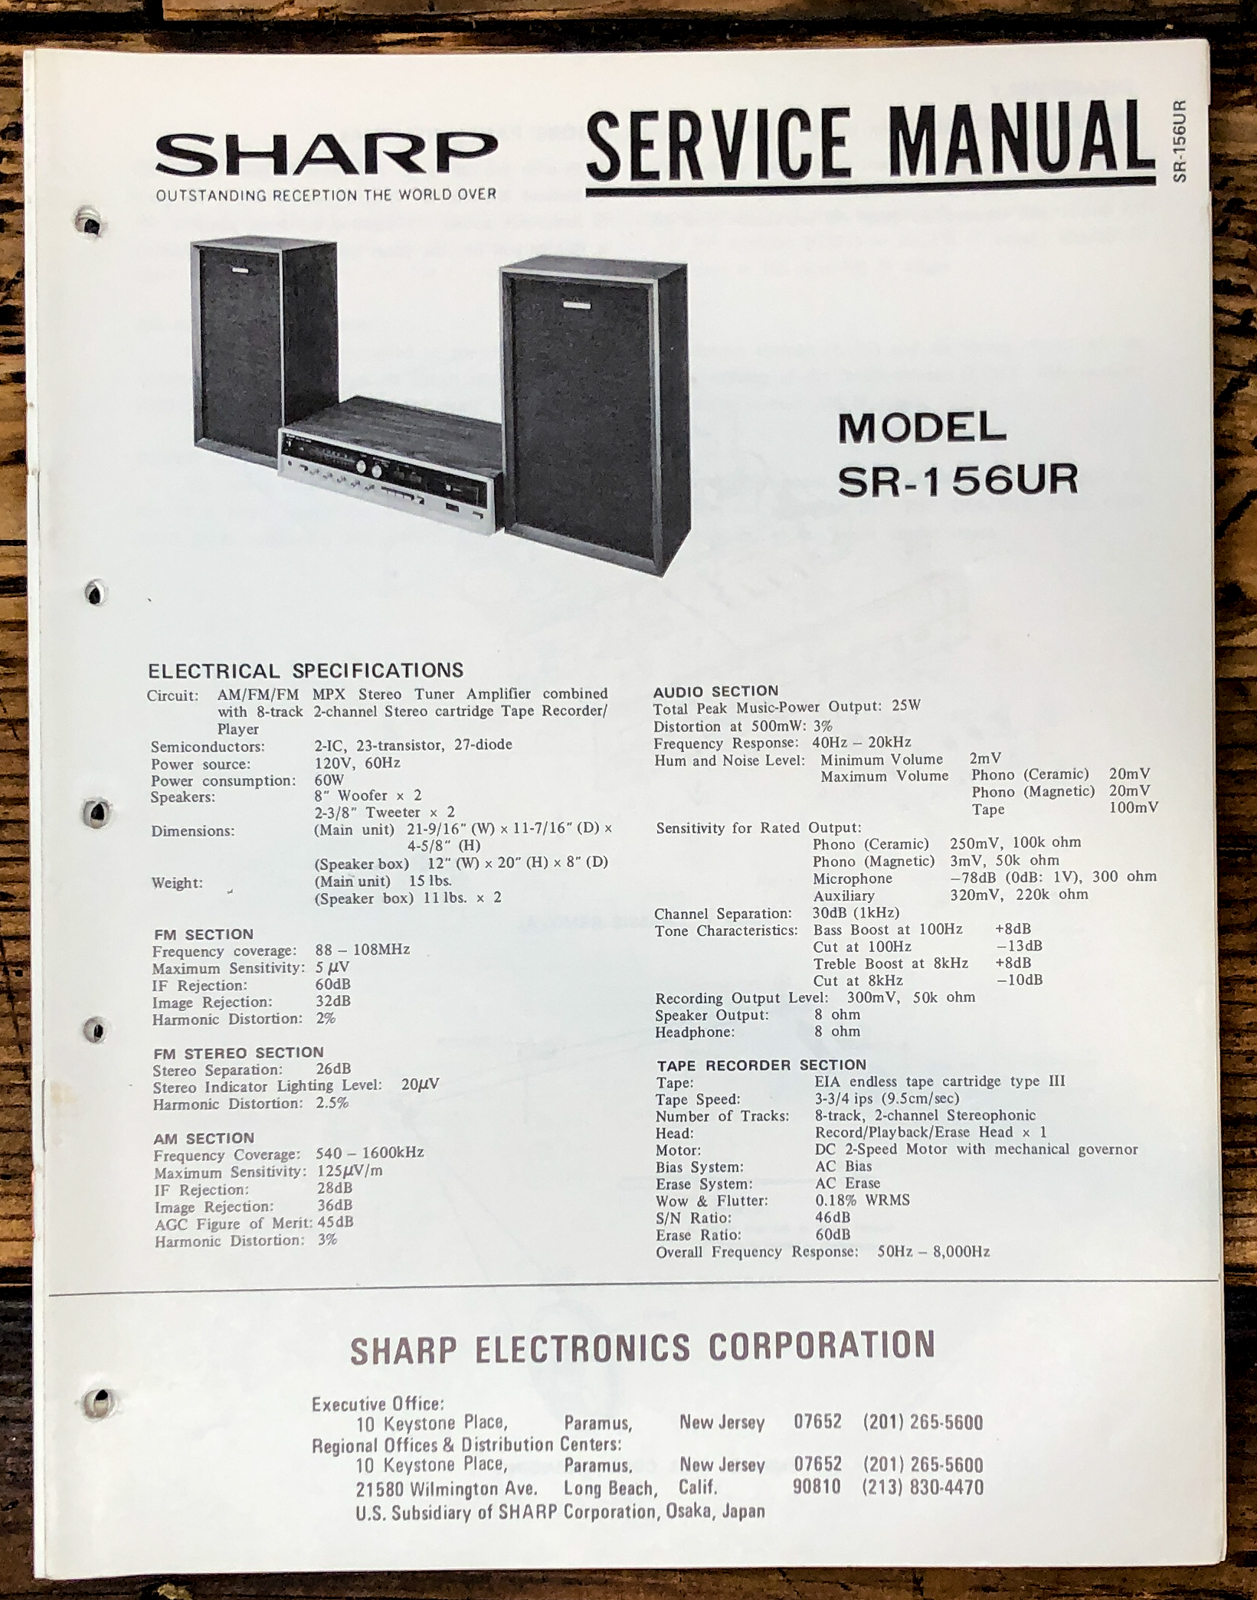 SHARP
OUTSTANDING RECEPTION THE WORLD OVER
SERVICE MANUAL
SR-156UR
MODEL
SR-156UR
ELECTRICAL SPECIFICATIONS
Circuit: AM/FM/FM MPX Stereo Tuner Amplifier combined
with 8-track 2-channel Stereo cartridge Tape Recorder/
Player
Semiconductors: 2-IC, 23-transistor, 27-diode
Power source: 120V, 60Hz
Power consumption: 60W
Speakers: 8" Woofer x 2
2-3/8" Tweeter x 2
Dimensions: (Main unit) 21-9/16" (W) x 11-7/16" (D) x
4-5/8" (H)
(Speaker box) 12" (W) x 20" (H) x 8" (D)
Weight: (Main unit) 15 lbs.
(Speaker box) 11 lbs. x 2
FM SECTION
Frequency coverage: 88 – 108MHz
Maximum Sensitivity: 5 μV
IF Rejection: 60dB
Image Rejection: 32dB
Harmonic Distortion: 2%
FM STEREO SECTION
Stereo Separation: 26dB
Stereo Indicator Lighting Level: 20μV
Harmonic Distortion: 2.5%
AM SECTION
Frequency Coverage: 540 – 1600kHz
Maximum Sensitivity: 125μV/m
IF Rejection: 28dB
Image Rejection: 36dB
AGC Figure of Merit: 45dB
Harmonic Distortion: 3%
AUDIO SECTION
Total Peak Music-Power Output: 25W
Distortion at 500mW: 3%
Frequency Response: 40Hz – 20kHz
Hum and Noise Level: Minimum Volume 2mV
Maximum Volume Phono (Ceramic) 20mV
Phono (Magnetic) 20mV
Tape 100mV
Sensitivity for Rated Output:
Phono (Ceramic) 250mV, 100k ohm
Phono (Magnetic) 3mV, 50k ohm
Microphone –78dB (0dB: 1V), 300 ohm
Auxiliary 320mV, 220k ohm
Channel Separation: 30dB (1kHz)
Tone Characteristics: Bass Boost at 100Hz +8dB
Cut at 100Hz –13dB
Treble Boost at 8kHz +8dB
Cut at 8kHz –10dB
Recording Output Level: 300mV, 50k ohm
Speaker Output: 8 ohm
Headphone: 8 ohm
TAPE RECORDER SECTION
Tape: EIA endless tape cartridge type III
Tape Speed: 3-3/4 ips (9.5cm/sec)
Number of Tracks: 8-track, 2-channel Stereophonic
Head: Record/Playback/Erase Head x 1
Motor: DC 2-Speed Motor with mechanical governor
Bias System: AC Bias
Erase System: AC Erase
Wow & Flutter: 0.18% WRMS
S/N Ratio: 46dB
Erase Ratio: 60dB
Overall Frequency Response: 50Hz – 8,000Hz
SHARP ELECTRONICS CORPORATION
Executive Office:
10 Keystone Place, Paramus, New Jersey 07652 (201) 265-5600
Regional Offices & Distribution Centers:
10 Keystone Place, Paramus. New Jersey 07652 (201) 265-5600
21580 Wilmington Ave. Long Beach, Calif. 90810 (213) 830-4470
U.S. Subsidiary of SHARP Corporation, Osaka, Japan